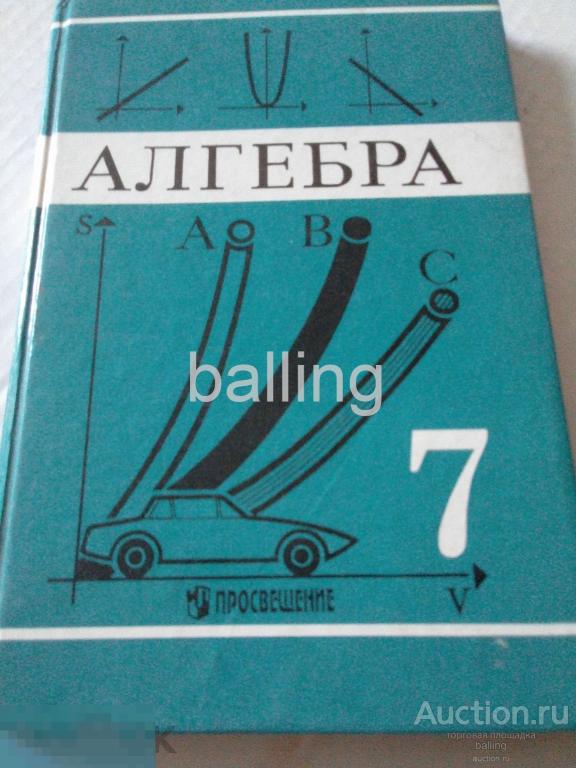 АЛГЕБРА
S A B C
balling
7
ПРОСВЕЩЕНИЕ
V
Auction.ru
торговая площадка
balling
auction.ru